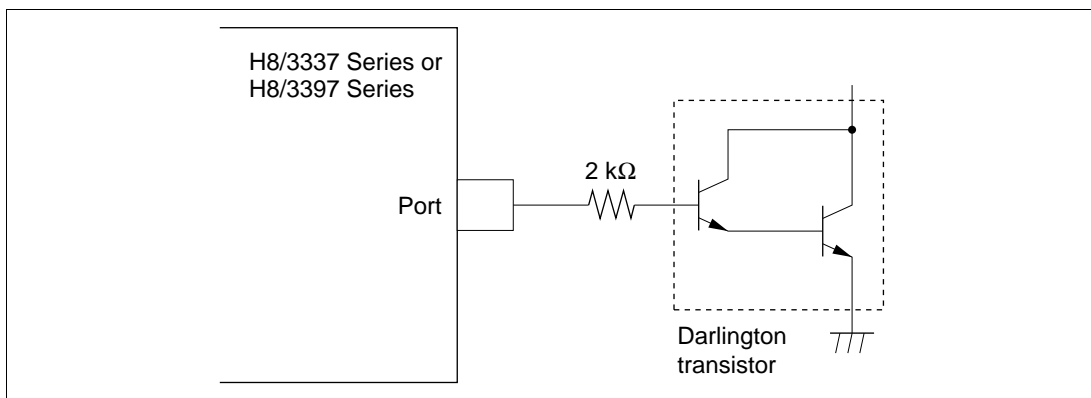 H8/3337 Series or
H8/3397 Series
2 kΩ
Port
Darlington
transistor